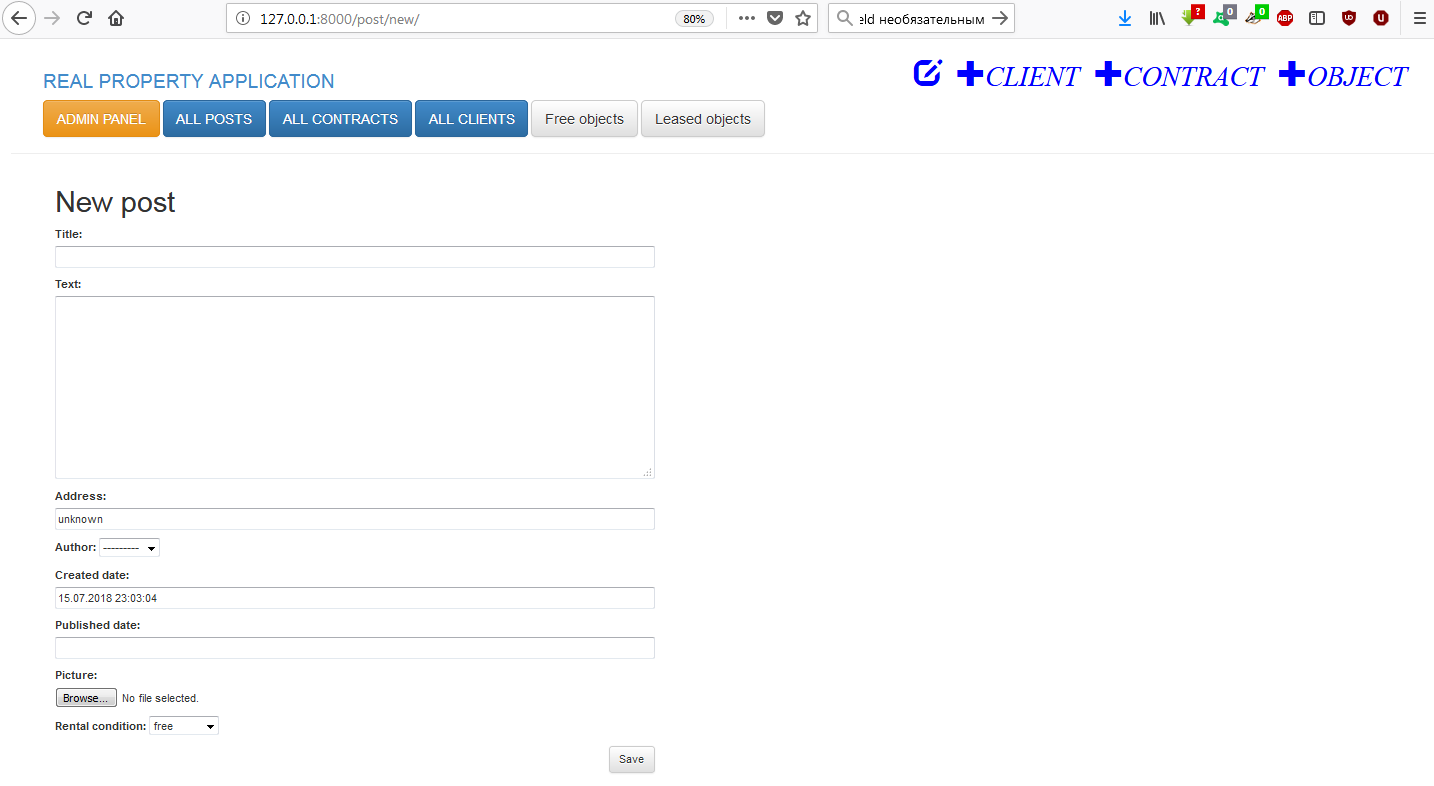 127.0.0.1:8000/post/new/
80%
eld необязательным
?
0
0
ABP
UD
U
REAL PROPERTY APPLICATION
CLIENT CONTRACT OBJECT
ADMIN PANEL ALL POSTS ALL CONTRACTS ALL CLIENTS Free objects Leased objects
New post
Title:
Text:
Address:
unknown
Author: ---------
Created date:
15.07.2018 23:03:04
Published date:
Picture:
Browse... No file selected.
Rental condition: free
Save